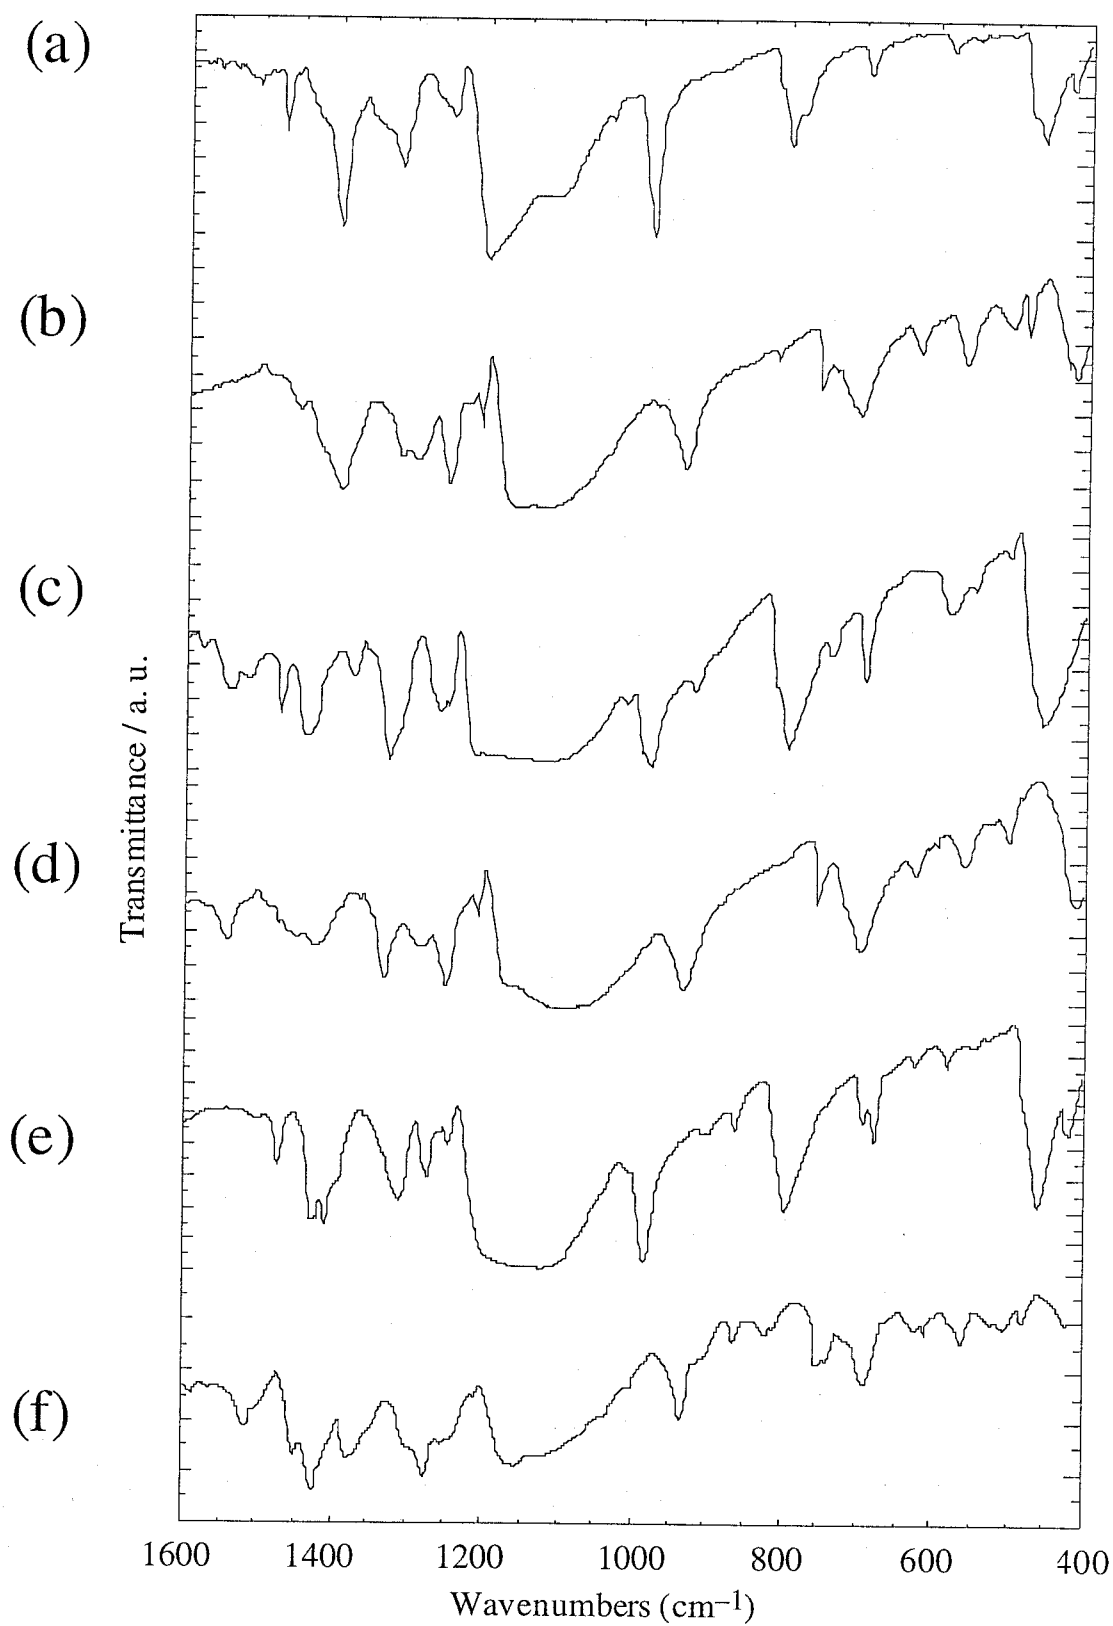 (a)
(b)
(c)
(d)
(e)
(f)
Transmittance / a. u.
1600 1400 1200 1000 800 600 400
Wavenumbers (cm–1)